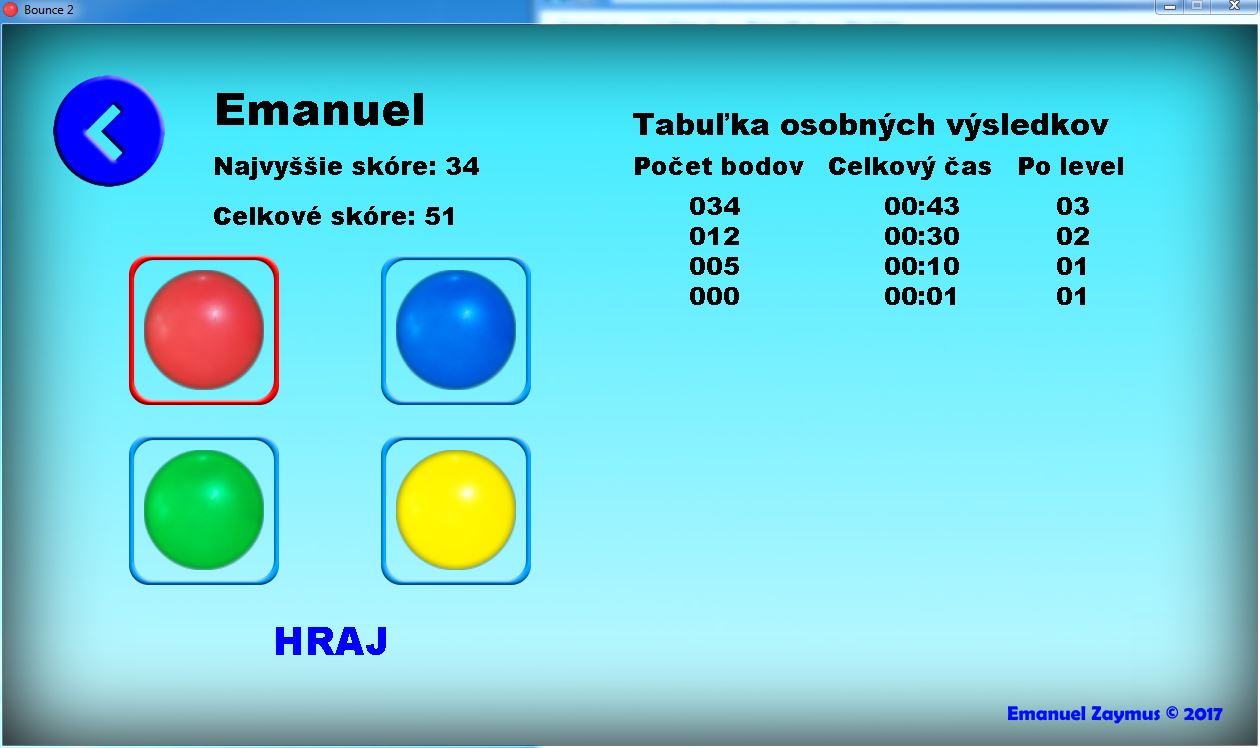 Bounce 2
Emanuel
Najvyššie skóre: 34
Celkové skóre: 51
HRAJ
Tabuľka osobných výsledkov
Počet bodov Celkový čas Po level
034 00:43 03
012 00:30 02
005 00:10 01
000 00:01 01
Emanuel Zaymus © 2017